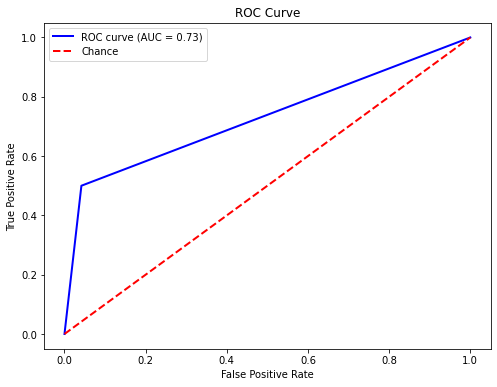 ROC Curve
ROC curve (AUC = 0.73)
Chance
True Positive Rate
1.0
0.8
0.6
0.4
0.2
0.0
0.0 0.2 0.4 0.6 0.8 1.0
False Positive Rate